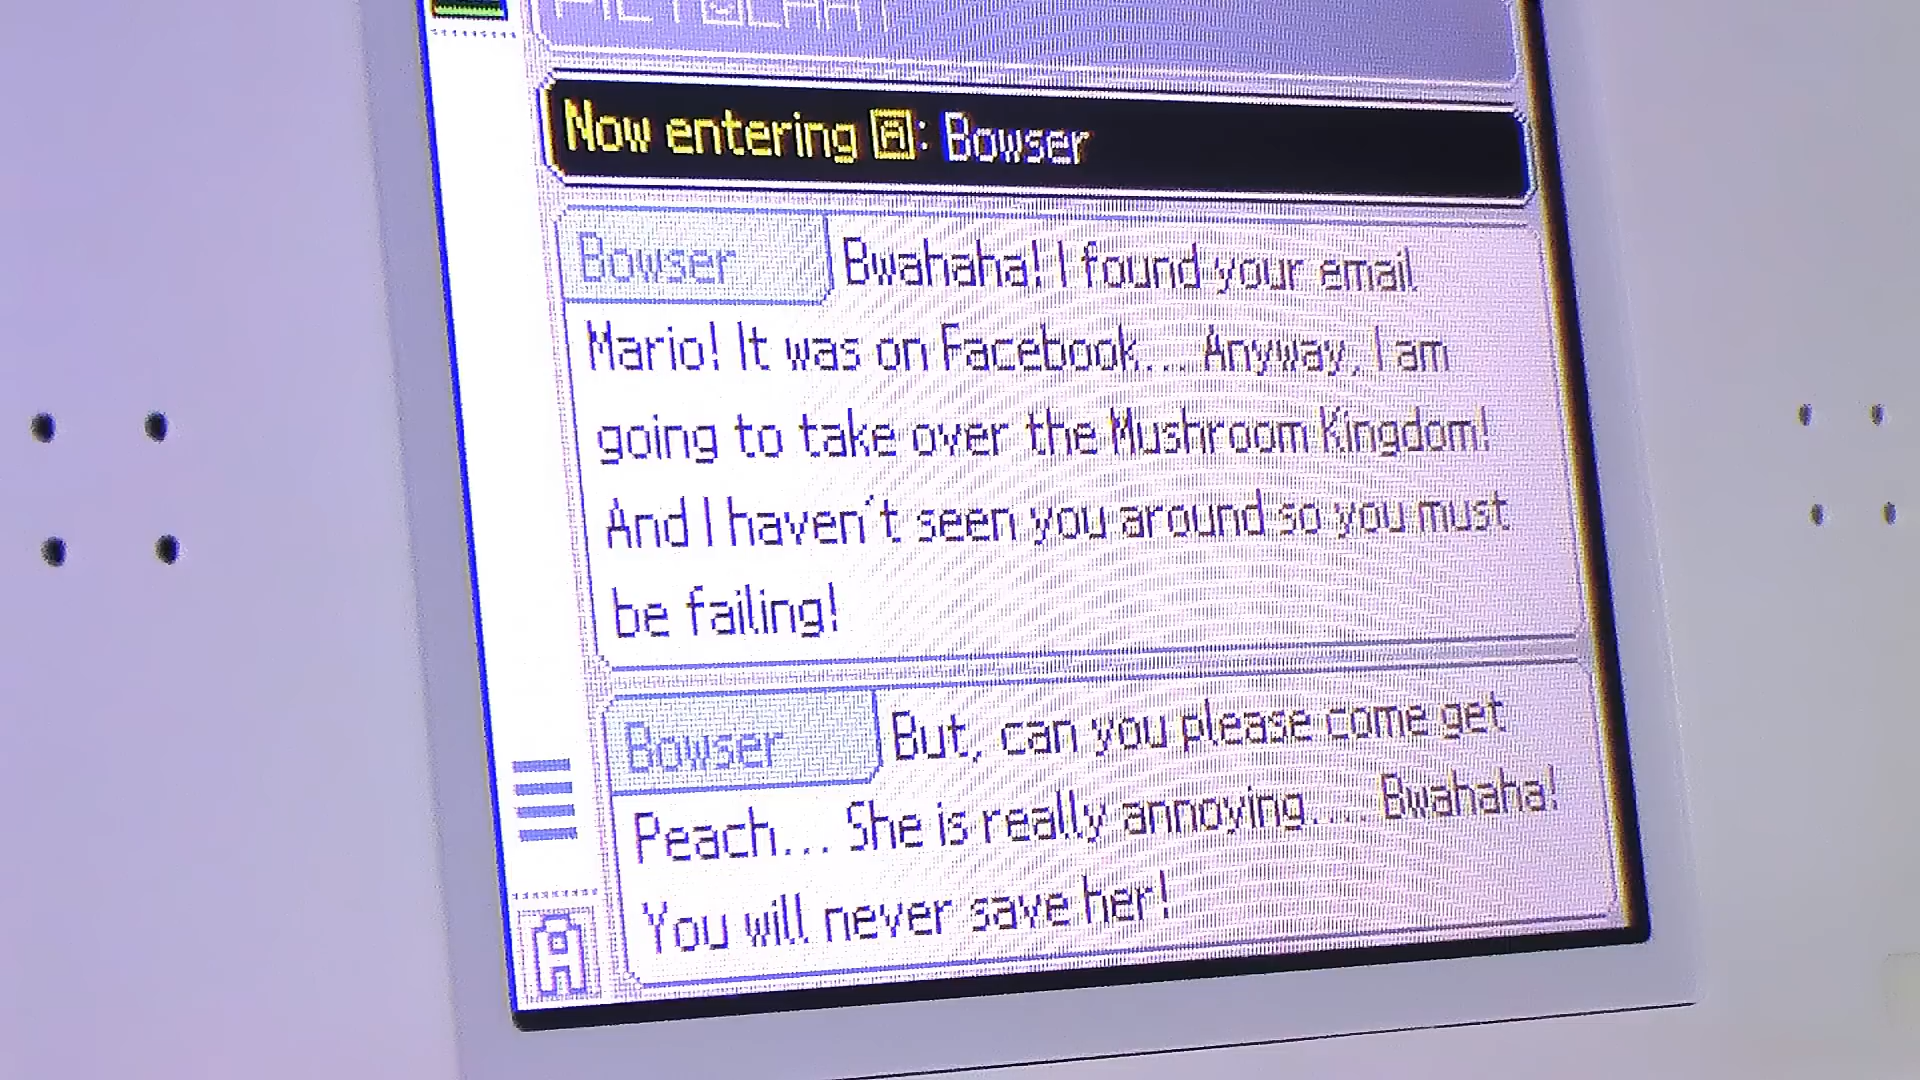 PICTOCHAT
Now entering A: Bowser
Bowser Bwahaha! I found your email
Mario! It was on Facebook... Anyway, I am
going to take over the Mushroom Kingdom!
And I haven't seen you around so you must
be failing!
Bowser But, can you please come get
Peach... She is really annoying.... Bwahaha!
You will never save her!
A